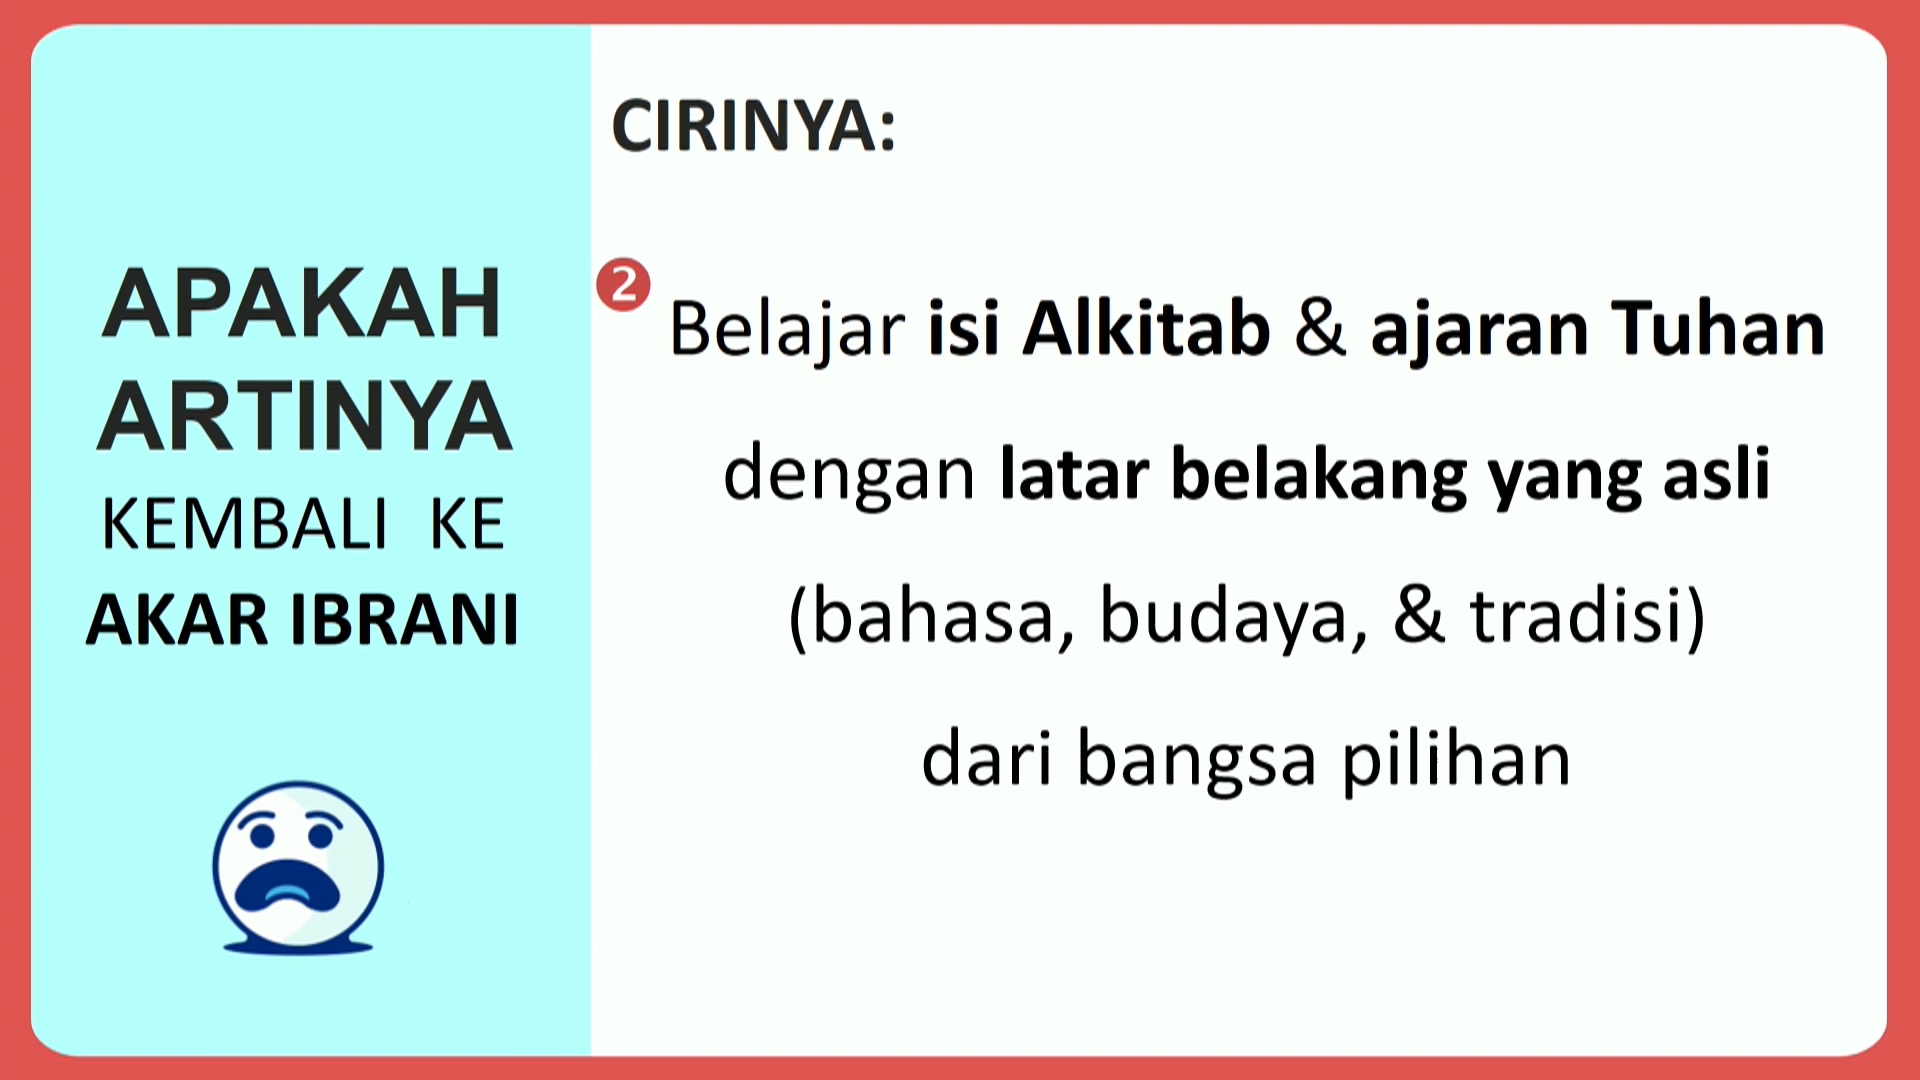 APAKAH
ARTINYA
KEMBALI KE
AKAR IBRANI
CIRINYA:
2
Belajar isi Alkitab & ajaran Tuhan
dengan latar belakang yang asli
(bahasa, budaya, & tradisi)
dari bangsa pilihan